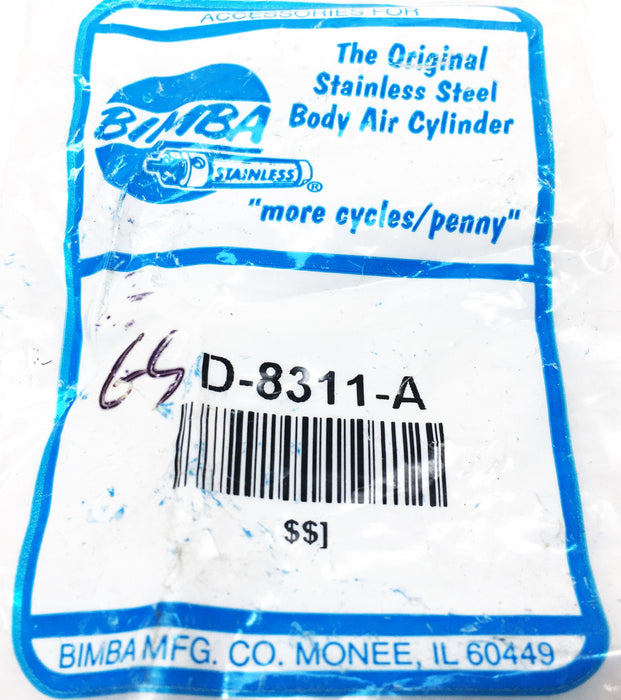 ACCESSORIES FOR
BIMBA
STAINLESS®
The Original
Stainless Steel
Body Air Cylinder
"more cycles/penny"
D-8311-A
$$]
BIMBA MFG. CO. MONEE, IL 60449